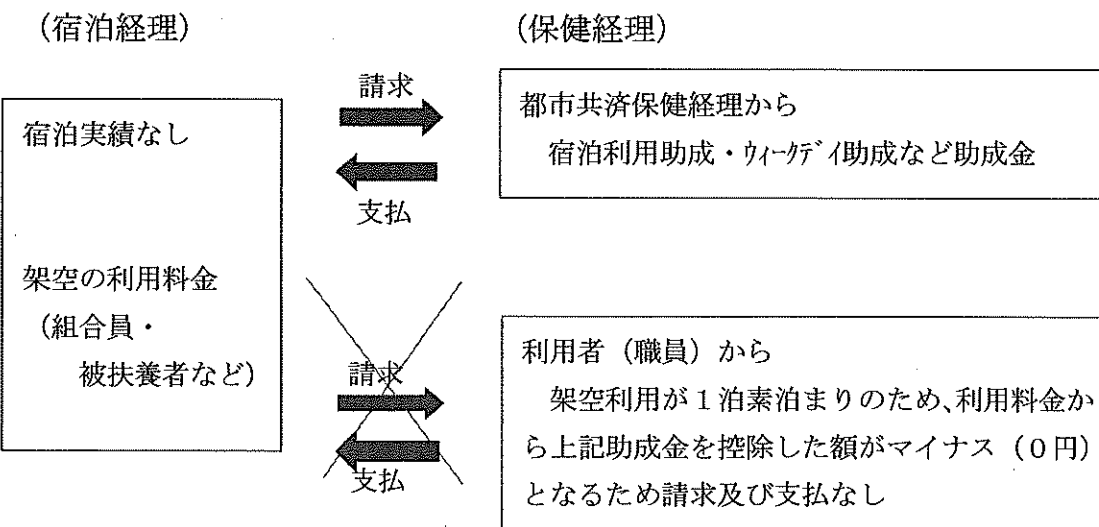 (宿泊経理)
(保健経理)
宿泊実績なし
架空の利用料金
(組合員・
被扶養者など)
請求
支払
都市共済保健経理から
宿泊利用助成・ウィークデイ助成など助成金
請求
支払
利用者(職員)から
架空利用が1泊素泊まりのため、利用料金か
ら上記助成金を控除した額がマイナス(0円)
となるため請求及び支払なし